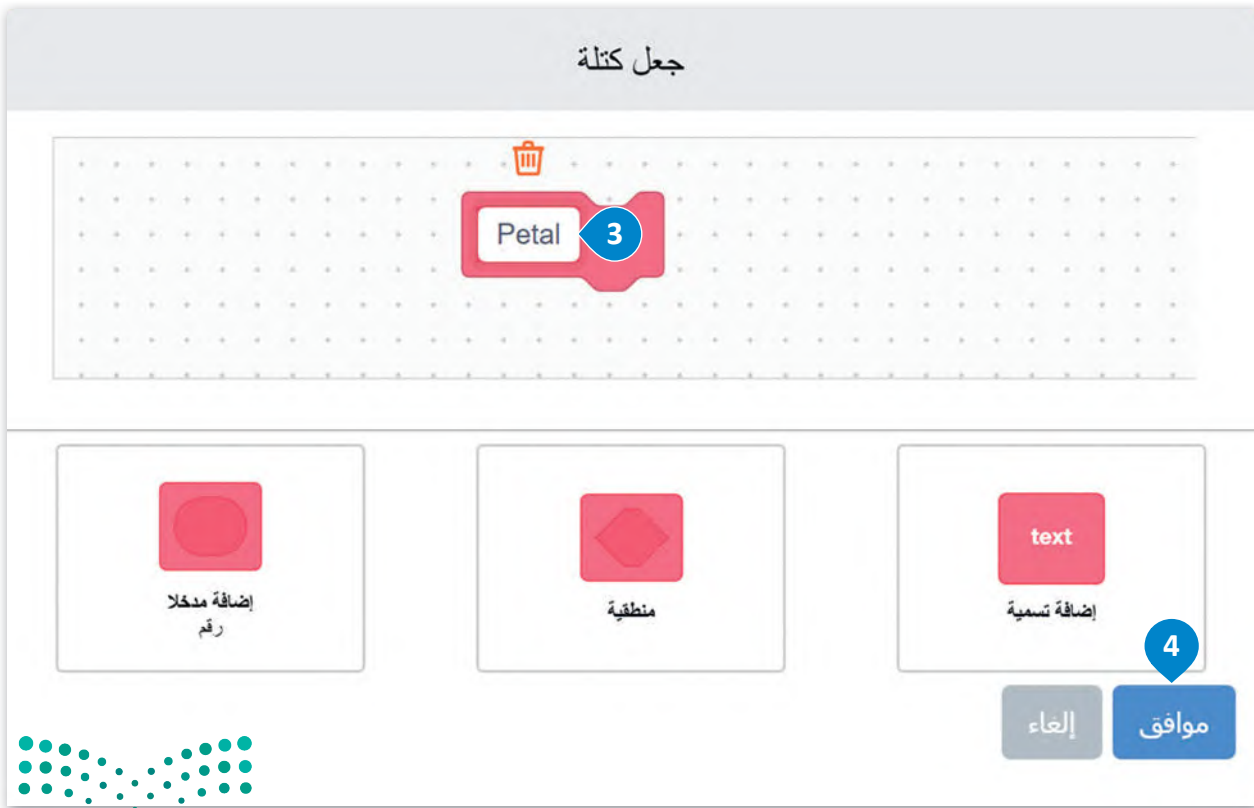 جعل كتلة
Petal
3
text
إضافة تسمية
منطقية
إضافة مدخلا
رقم
4
موافق
إلغاء